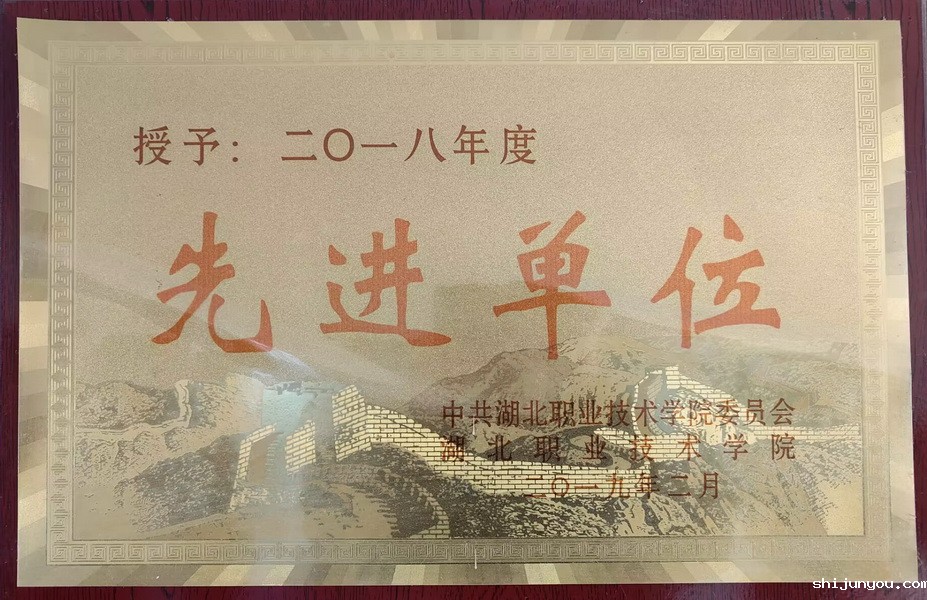 授予：二〇一八年度
先进单位
中共湖北职业技术学院委员会
湖北职业技术学院
二〇一九年二月
shijungou.com